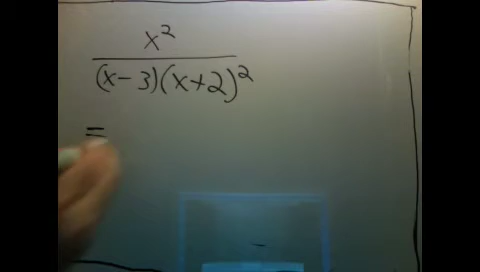 x²
(x-3)(x+2)²
=